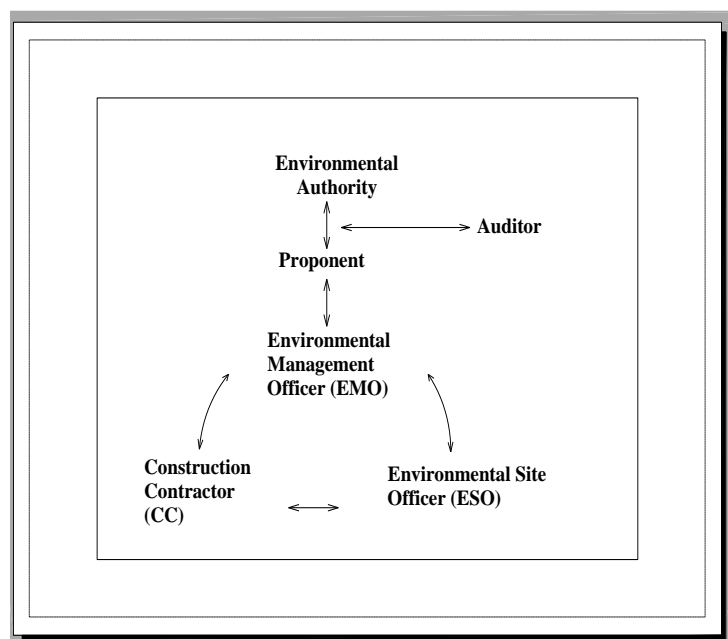 Environmental
Authority
Auditor
Proponent
Environmental
Management
Officer (EMO)
Construction
Contractor
(CC)
Environmental Site
Officer (ESO)